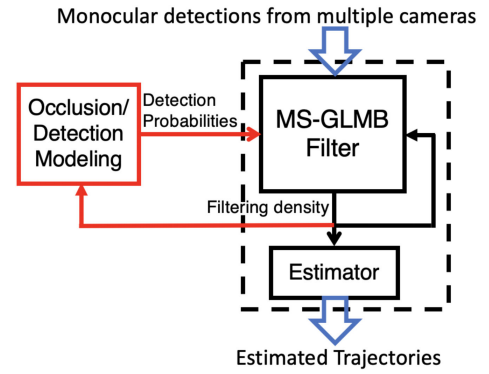 Monocular detections from multiple cameras
Occlusion/
Detection
Modeling
Detection
Probabilities
MS-GLMB
Filter
Filtering density
Estimator
Estimated Trajectories